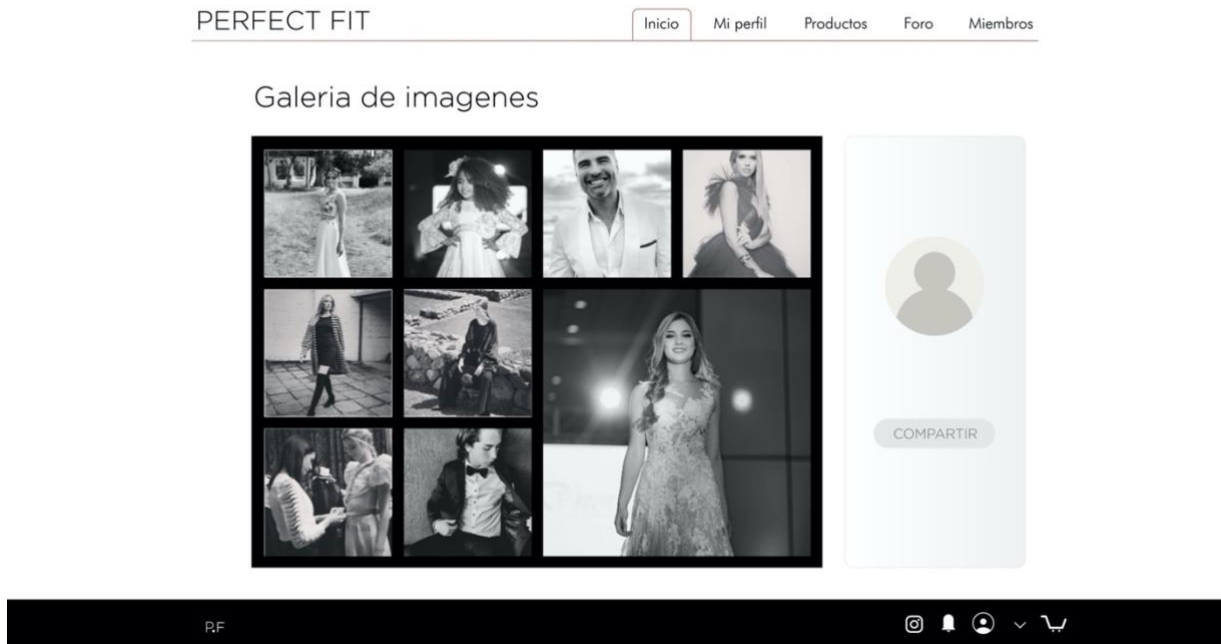 PERFECT FIT
Inicio Mi perfil Productos Foro Miembros
Galeria de imagenes
COMPARTIR
P.F